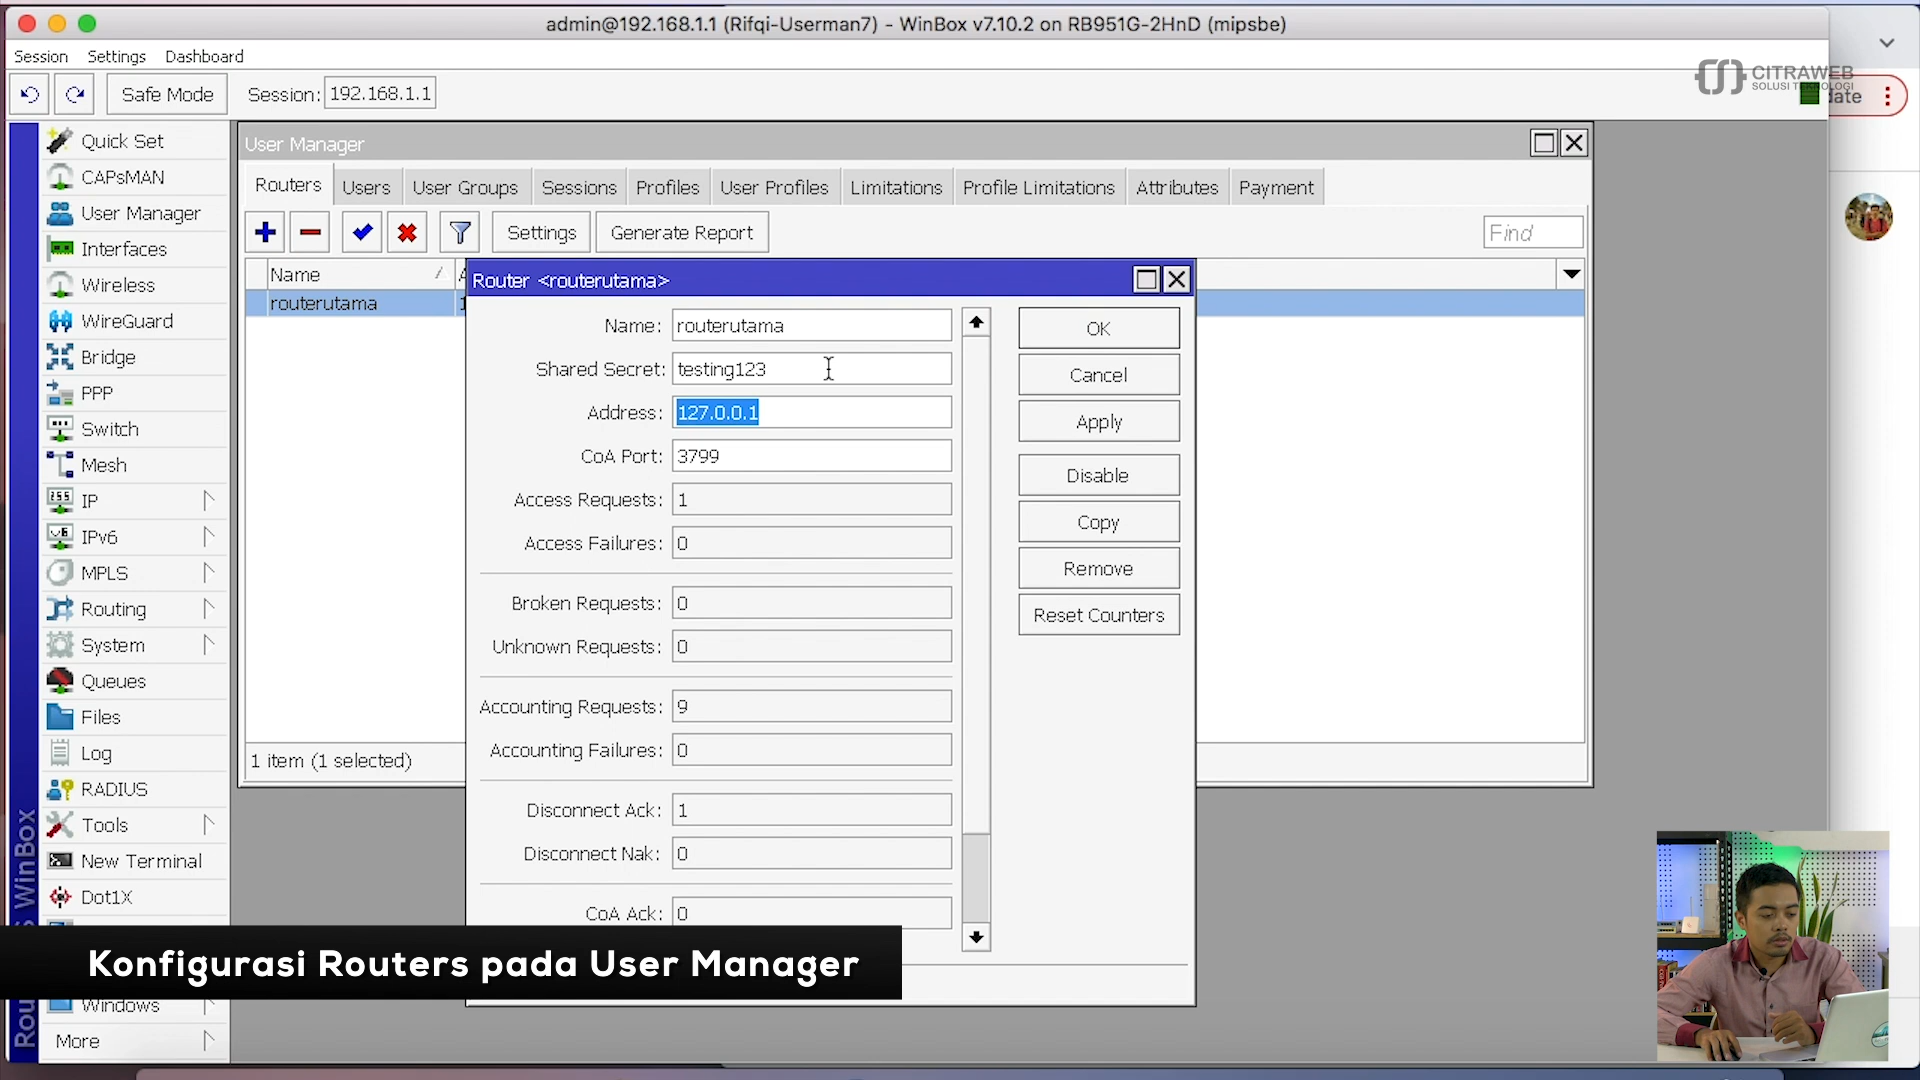 admin@192.168.1.1 (Rifqi-Userman7) - WinBox v7.10.2 on RB951G-2HnD (mipsbe)
Session Settings Dashboard
Safe Mode Session: 192.168.1.1
CITRAWEB
SOLUSI TEKNOLOGI
date
Quick Set
CAPsMAN
User Manager
Interfaces
Wireless
WireGuard
Bridge
PPP
Switch
Mesh
IP
IPv6
MPLS
Routing
System
Queues
Files
Log
RADIUS
Tools
New Terminal
Dot1X
Windows
More
User Manager
Routers Users User Groups Sessions Profiles User Profiles Limitations Profile Limitations Attributes Payment
Settings Generate Report Find
Name
routerutama
1 item (1 selected)
Router <routerutama>
Name: routerutama
Shared Secret: testing123
Address: 127.0.0.1
CoA Port: 3799
Access Requests: 1
Access Failures: 0
Broken Requests: 0
Unknown Requests: 0
Accounting Requests: 9
Accounting Failures: 0
Disconnect Ack: 1
Disconnect Nak: 0
CoA Ack: 0
OK
Cancel
Apply
Disable
Copy
Remove
Reset Counters
Konfigurasi Routers pada User Manager